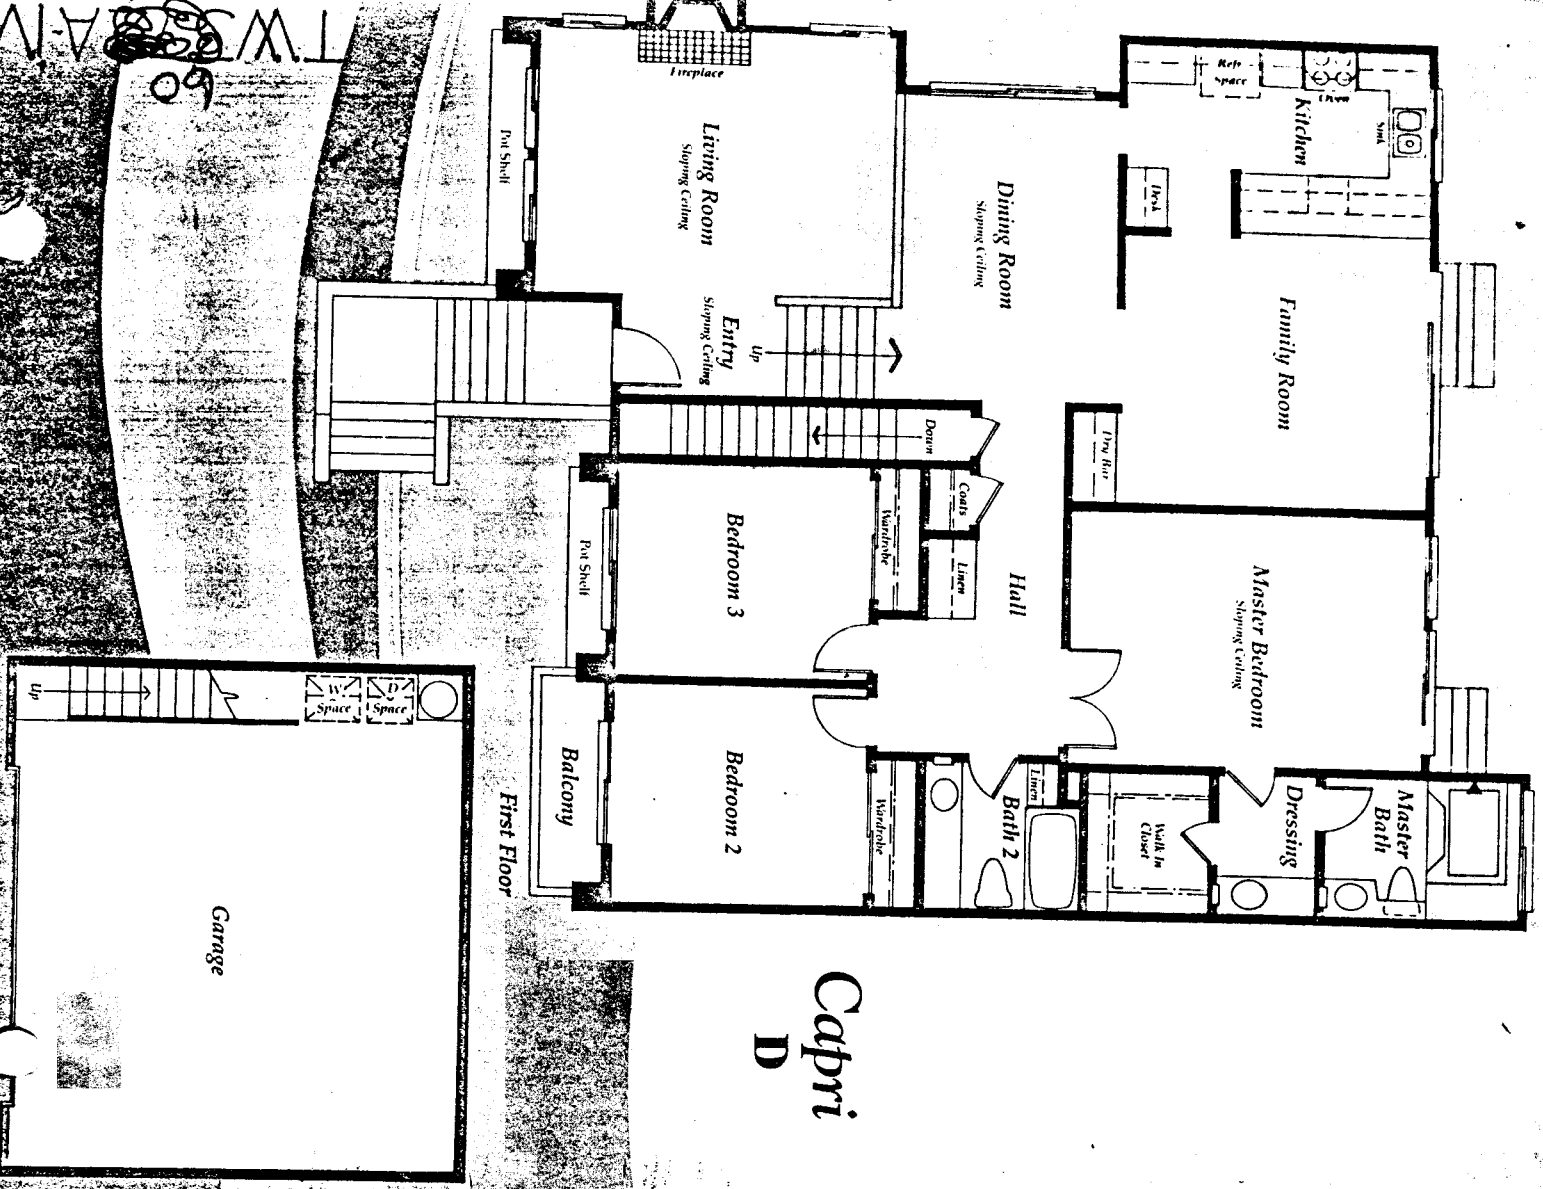 Fireplace
Living Room
Sloping Ceiling
Pot Shelf
Entry
Sloping Ceiling
Up
Dining Room
Sloping Ceiling
Refr
Space
Oven
Kitchen
Sink
Desk
Family Room
Dry Bar
Down
Coats
Linen
Wardrobe
Hall
Bedroom 3
Pot Shelf
Master Bedroom
Sloping Ceiling
Bedroom 2
Balcony
Wardrobe
Linen
Bath 2
Walk In
Closet
Dressing
Master
Bath
First Floor
Up
W
Space
D
Space
Garage
Capri
D
60